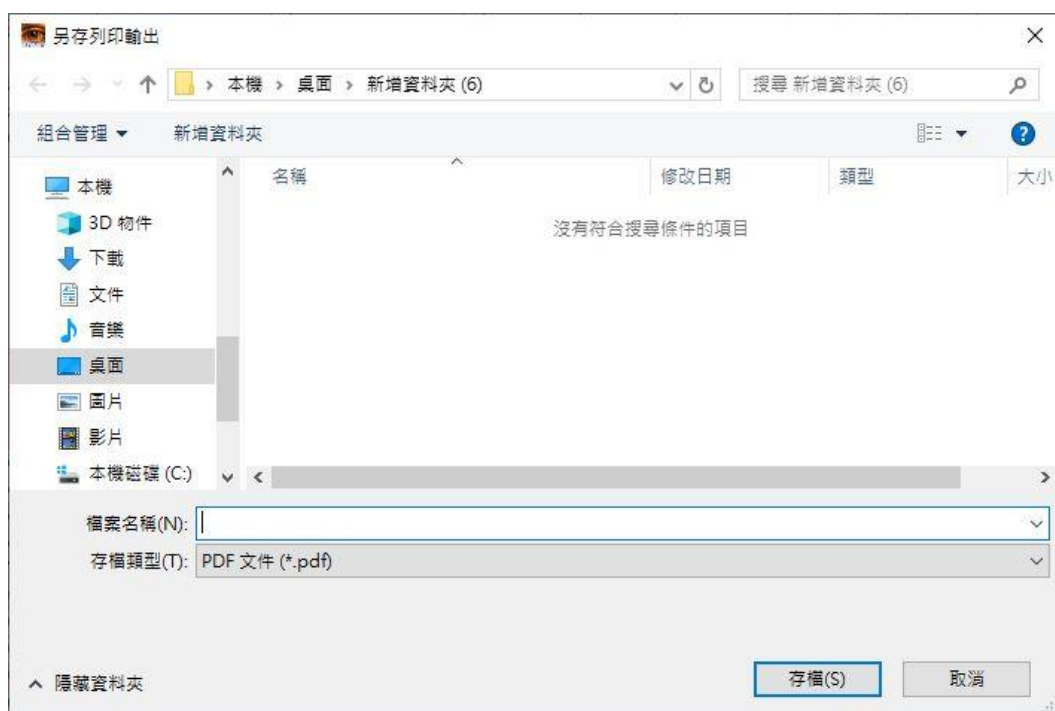 另存列印輸出
本機 › 桌面 › 新增資料夾 (6)
搜尋 新增資料夾 (6)
組合管理 新增資料夾
名稱 修改日期 類型 大小
沒有符合搜尋條件的項目
本機
3D 物件
下載
文件
音樂
桌面
圖片
影片
本機磁碟 (C:)
檔案名稱(N):
存檔類型(T): PDF 文件 (*.pdf)
隱藏資料夾
存檔(S) 取消